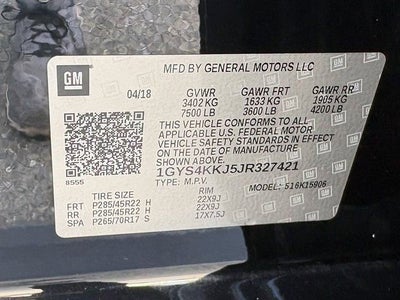 GM
MFD BY GENERAL MOTORS LLC
04/18 GVWR GAWR FRT GAWR RR
3402 KG 1633 KG 1905 KG
7500 LB 3600 LB 4200 LB
THIS VEHICLE CONFORMS TO ALL
APPLICABLE U.S. FEDERAL MOTOR
VEHICLE SAFETY STANDARDS IN EFFECT
ON THE DATE OF MANUFACTURE
SHOWN ABOVE.
8555
1GYS4KKJ5JR327421
TYPE: M.P.V. MODEL: 516K15906
TIRE SIZE RIM
FRT P285/45R22 H 22X9J
RR P285/45R22 H 22X9J
SPA P265/70R17 S 17X7.5J